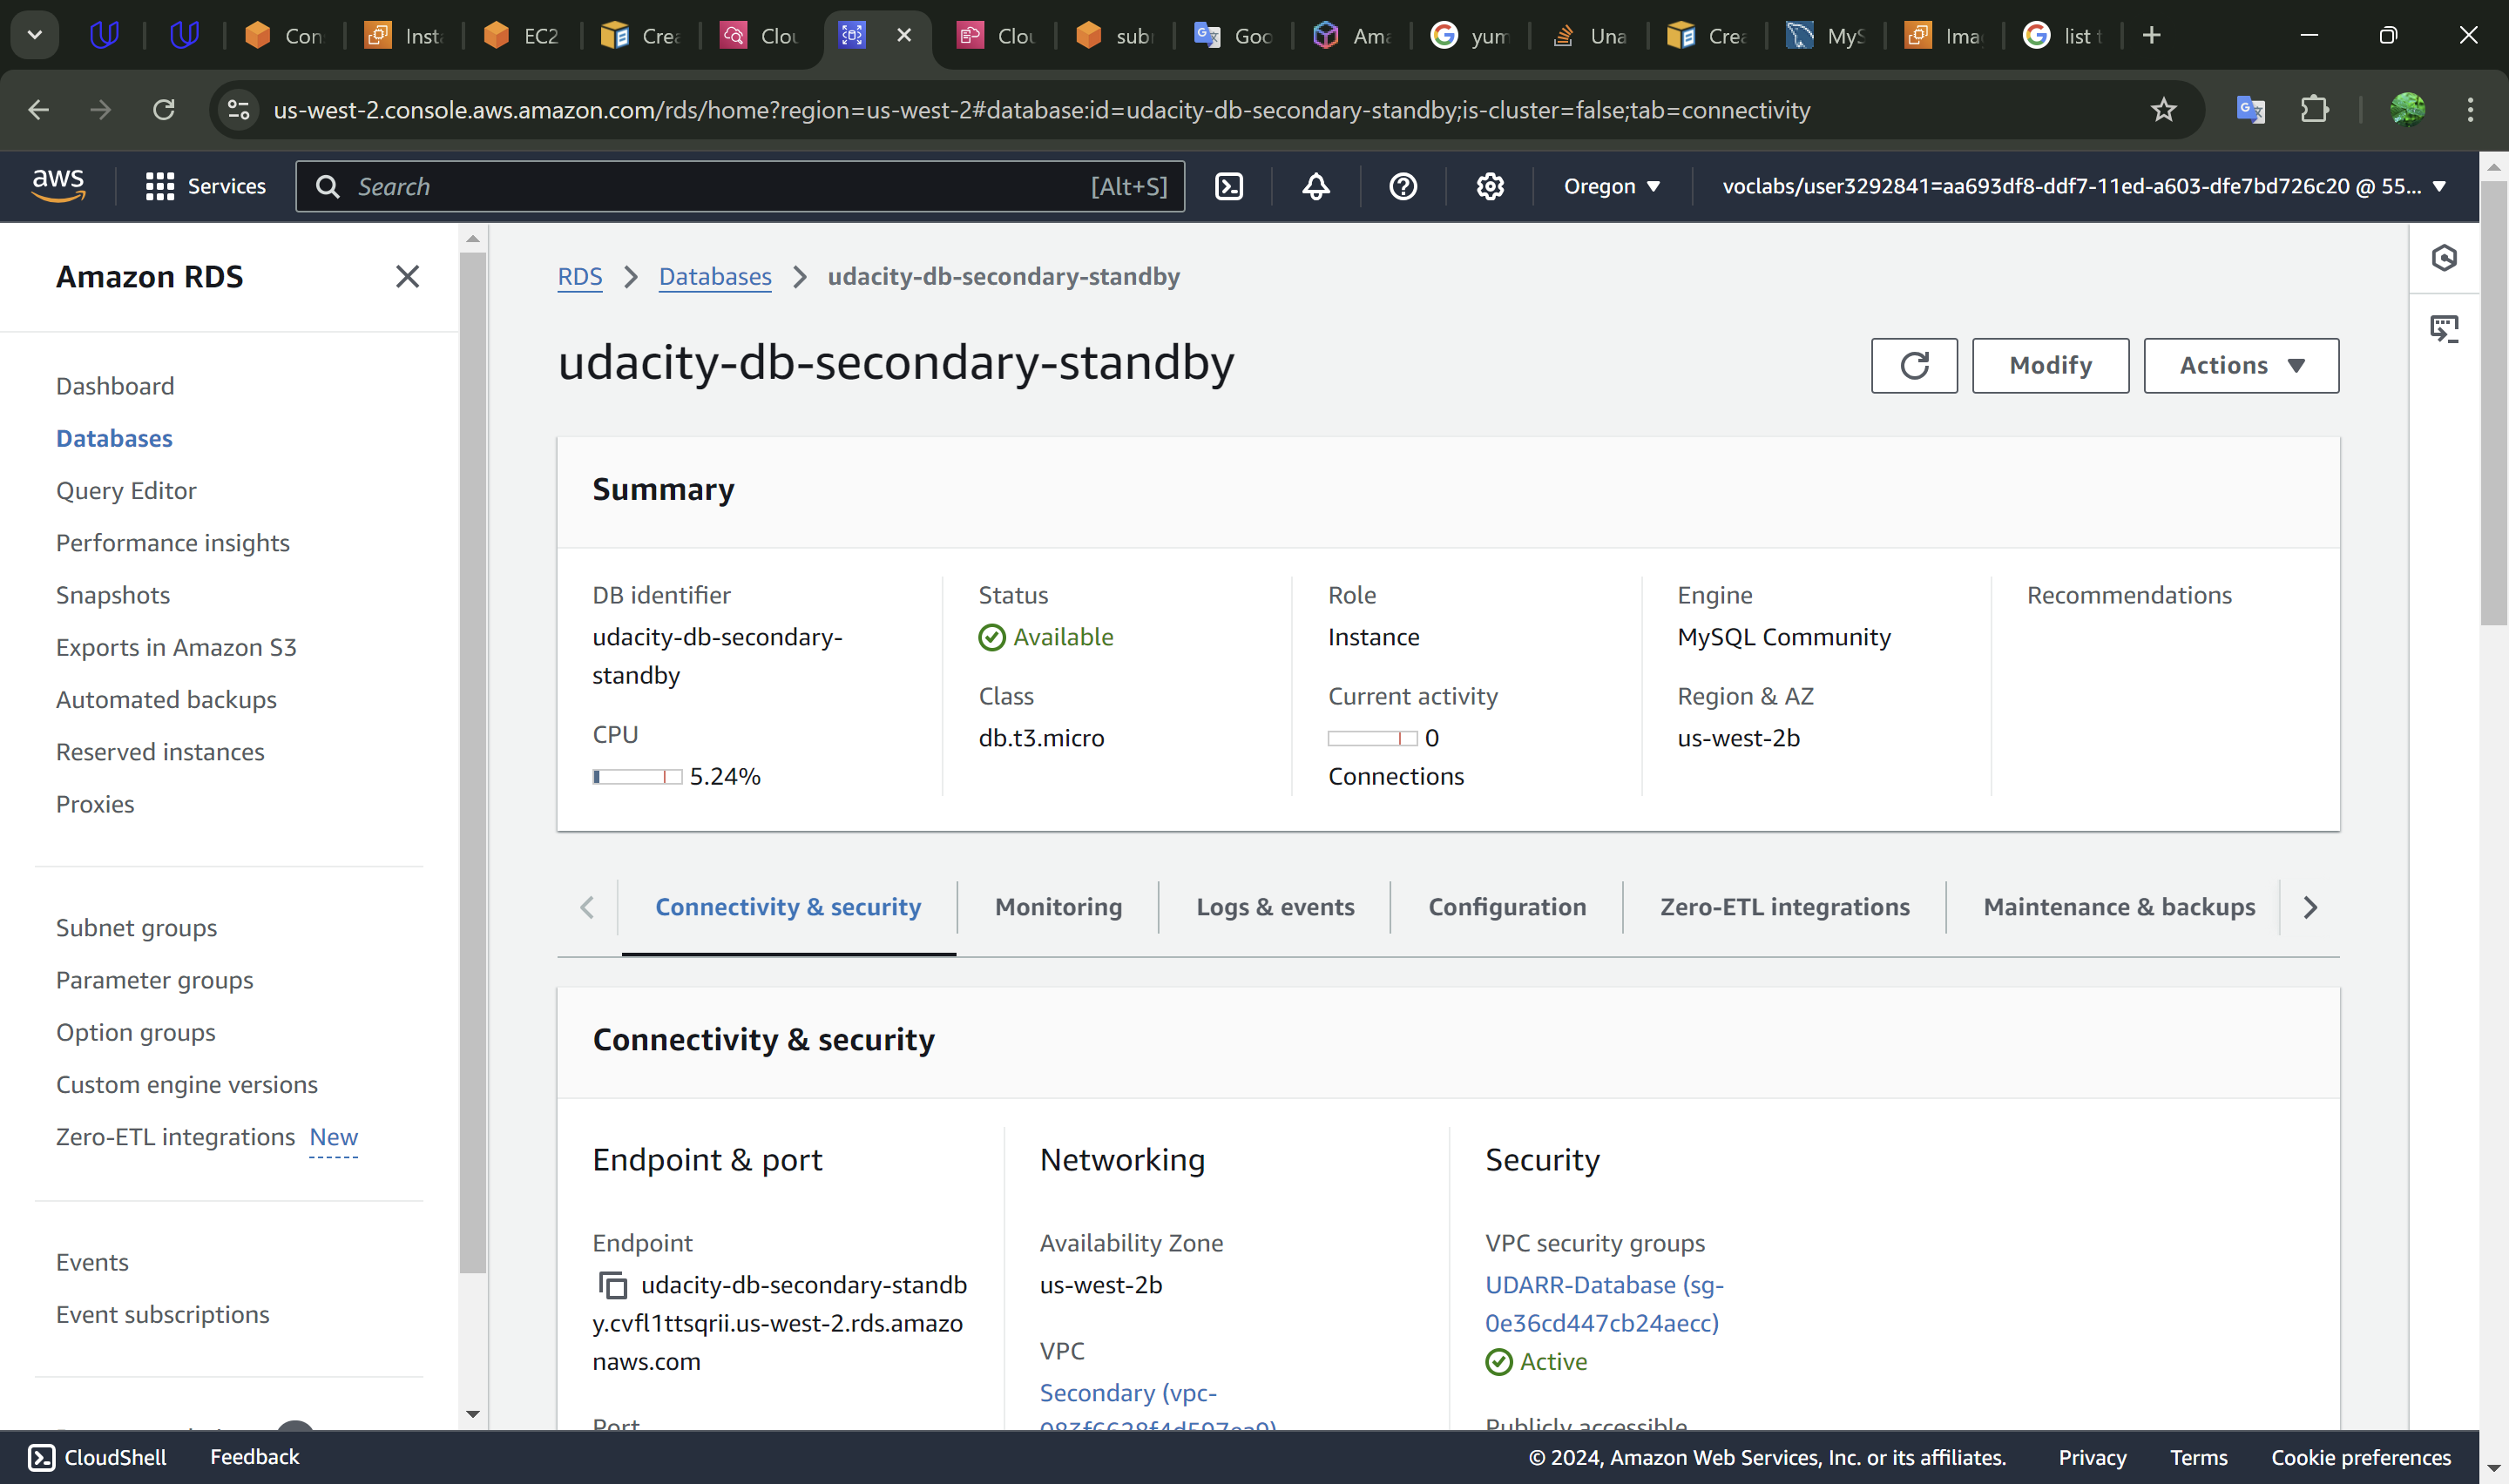 Con
Inst
EC2
Crea
Clou
Clou
sub
Goo
Ama
yum
Una
Crea
MyS
Ima
list t
us-west-2.console.aws.amazon.com/rds/home?region=us-west-2#database:id=udacity-db-secondary-standby;is-cluster=false;tab=connectivity
aws
Services
Search
[Alt+S]
Oregon
voclabs/user3292841=aa693df8-ddf7-11ed-a603-dfe7bd726c20 @ 55...
Amazon RDS
Dashboard
Databases
Query Editor
Performance insights
Snapshots
Exports in Amazon S3
Automated backups
Reserved instances
Proxies
Subnet groups
Parameter groups
Option groups
Custom engine versions
Zero-ETL integrations New
Events
Event subscriptions
RDS > Databases > udacity-db-secondary-standby
udacity-db-secondary-standby
Modify
Actions
Summary
DB identifier
udacity-db-secondary-
standby
CPU
5.24%
Status
Available
Class
db.t3.micro
Role
Instance
Current activity
0
Connections
Engine
MySQL Community
Region & AZ
us-west-2b
Recommendations
Connectivity & security
Monitoring
Logs & events
Configuration
Zero-ETL integrations
Maintenance & backups
Connectivity & security
Endpoint & port
Endpoint
udacity-db-secondary-standb
y.cvfl1ttsqrii.us-west-2.rds.amazo
naws.com
Port
Networking
Availability Zone
us-west-2b
VPC
Secondary (vpc-
Security
VPC security groups
UDARR-Database (sg-
0e36cd447cb24aecc)
Active
Publicly accessible
CloudShell
Feedback
© 2024, Amazon Web Services, Inc. or its affiliates.
Privacy
Terms
Cookie preferences